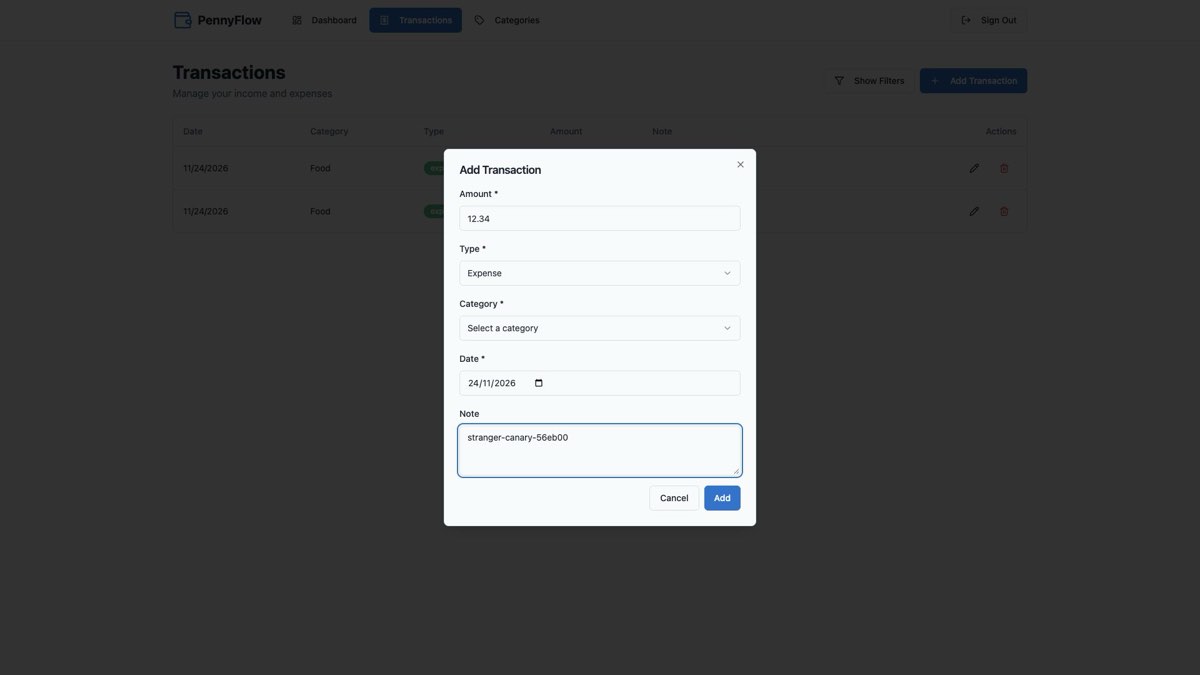 PennyFlow Dashboard Transactions Categories Sign Out
Transactions
Manage your income and expenses
Show Filters Add Transaction
Date Category Type Amount Note Actions
11/24/2026 Food
11/24/2026 Food
Add Transaction
Amount *
12.34
Type *
Expense
Category *
Select a category
Date *
24/11/2026
Note
stranger-canary-56eb00
Cancel Add